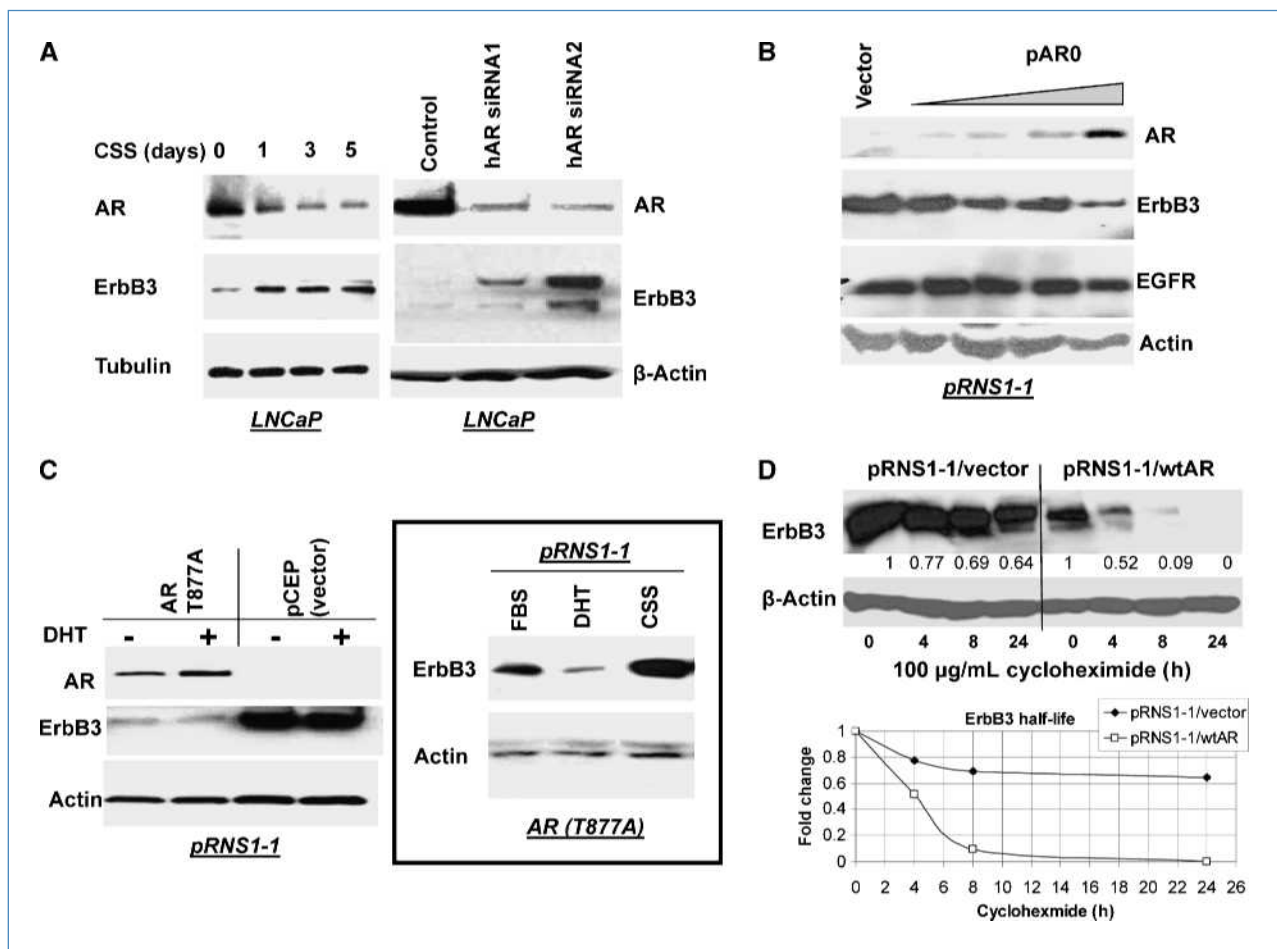 A
CSS (days) 0 1 3 5
AR
ErbB3
Tubulin
LNCaP
Control
hAR siRNA1
hAR siRNA2
AR
ErbB3
β-Actin
LNCaP
B
Vector
pAR0
AR
ErbB3
EGFR
Actin
pRNS1-1
C
AR
T877A
pCEP
(vector)
DHT - + - +
AR
ErbB3
Actin
pRNS1-1
pRNS1-1
FBS
DHT
CSS
ErbB3
Actin
AR (T877A)
D
pRNS1-1/vector pRNS1-1/wtAR
ErbB3
1 0.77 0.69 0.64 1 0.52 0.09 0
β-Actin
0 4 8 24 0 4 8 24
100 µg/mL cycloheximide (h)
ErbB3 half-life
pRNS1-1/vector
pRNS1-1/wtAR
Fold change
1
0.8
0.6
0.4
0.2
0
0 2 4 6 8 10 12 14 16 18 20 22 24 26
Cyclohexmide (h)